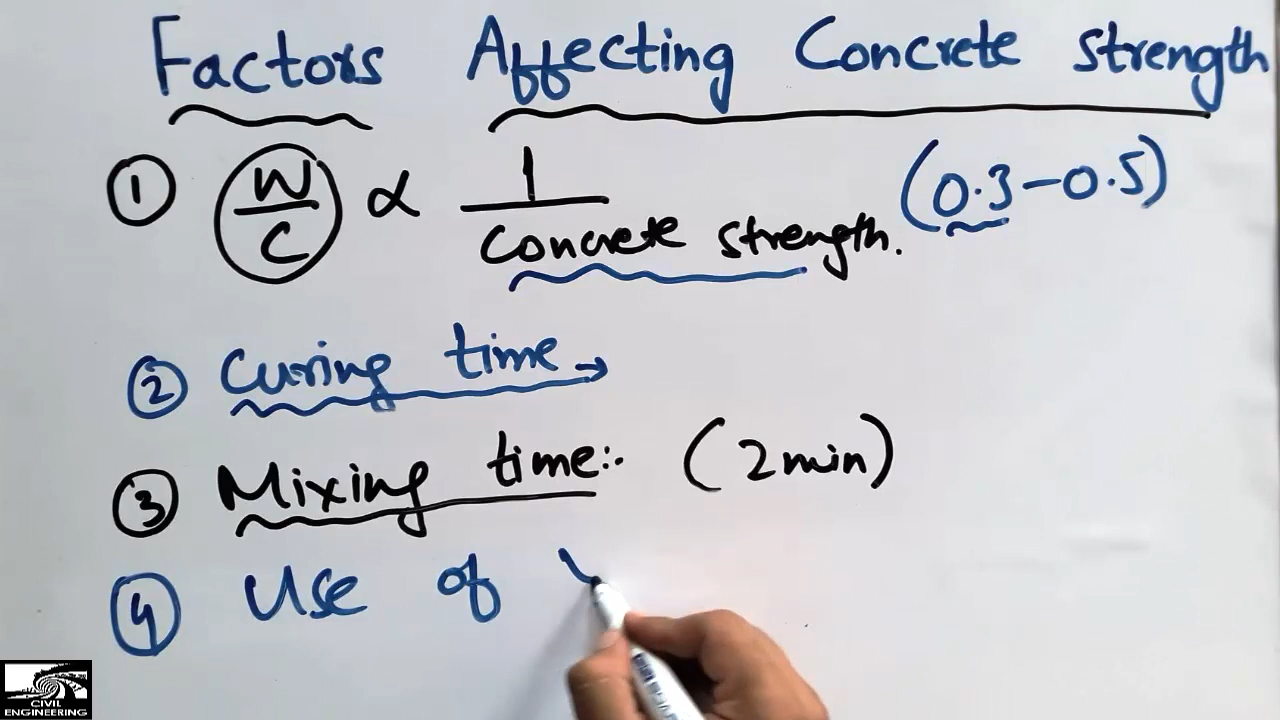 Factors Affecting Concrete strength
① W/C ∝ 1/Concrete strength. (0.3-0.5)
② Curing time →
③ Mixing time:. (2min)
④ Use of
CIVIL
ENGINEERING